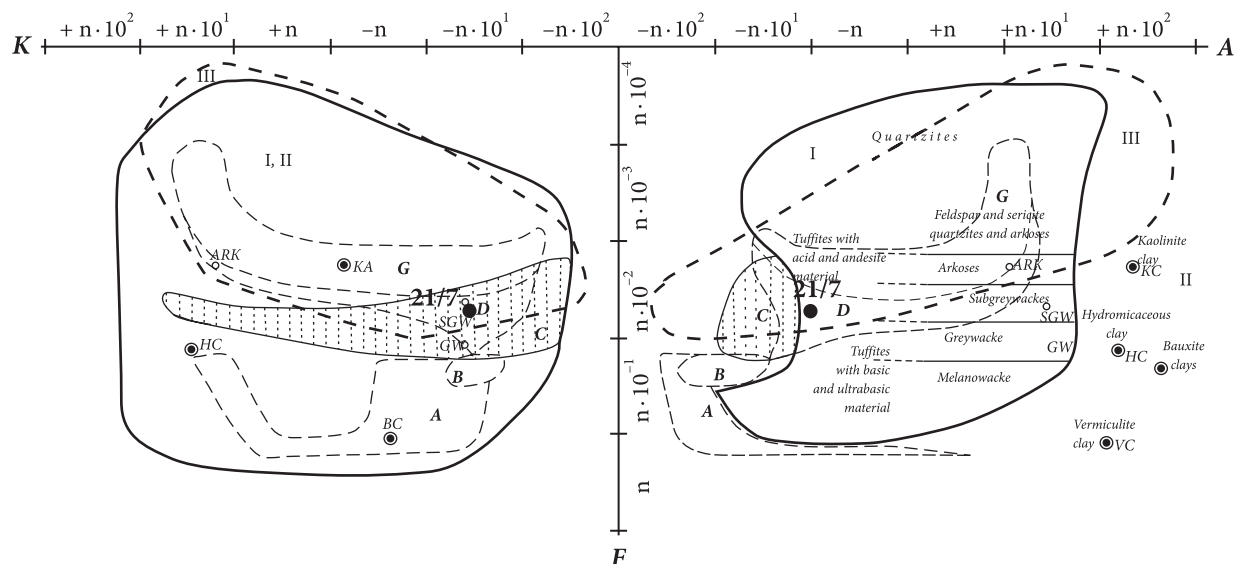 K
+ n·10²
+ n·10¹
+n
−n
−n·10¹
−n·10²
−n·10²
−n·10¹
−n
+n
+n·10¹
+ n·10²
A
n·10⁻⁴
n·10⁻³
n·10⁻²
n·10⁻¹
n
F
III
I, II
ARK
KA
G
21/7
D
SGW
GW
C
HC
B
A
BC
I
Quartzites
III
G
Feldspar and sericite
quartzites and arkoses
Tuffites with
acid and andesite
material
Arkoses
ARK
Kaolinite
clay
KC
II
21/7
D
C
Subgreywackes
SGW
Hydromicaceous
clay
HC
Greywacke
GW
Bauxite
clays
Tuffites
with basic
and ultrabasic
material
Melanowacke
B
A
Vermiculite
clay
VC